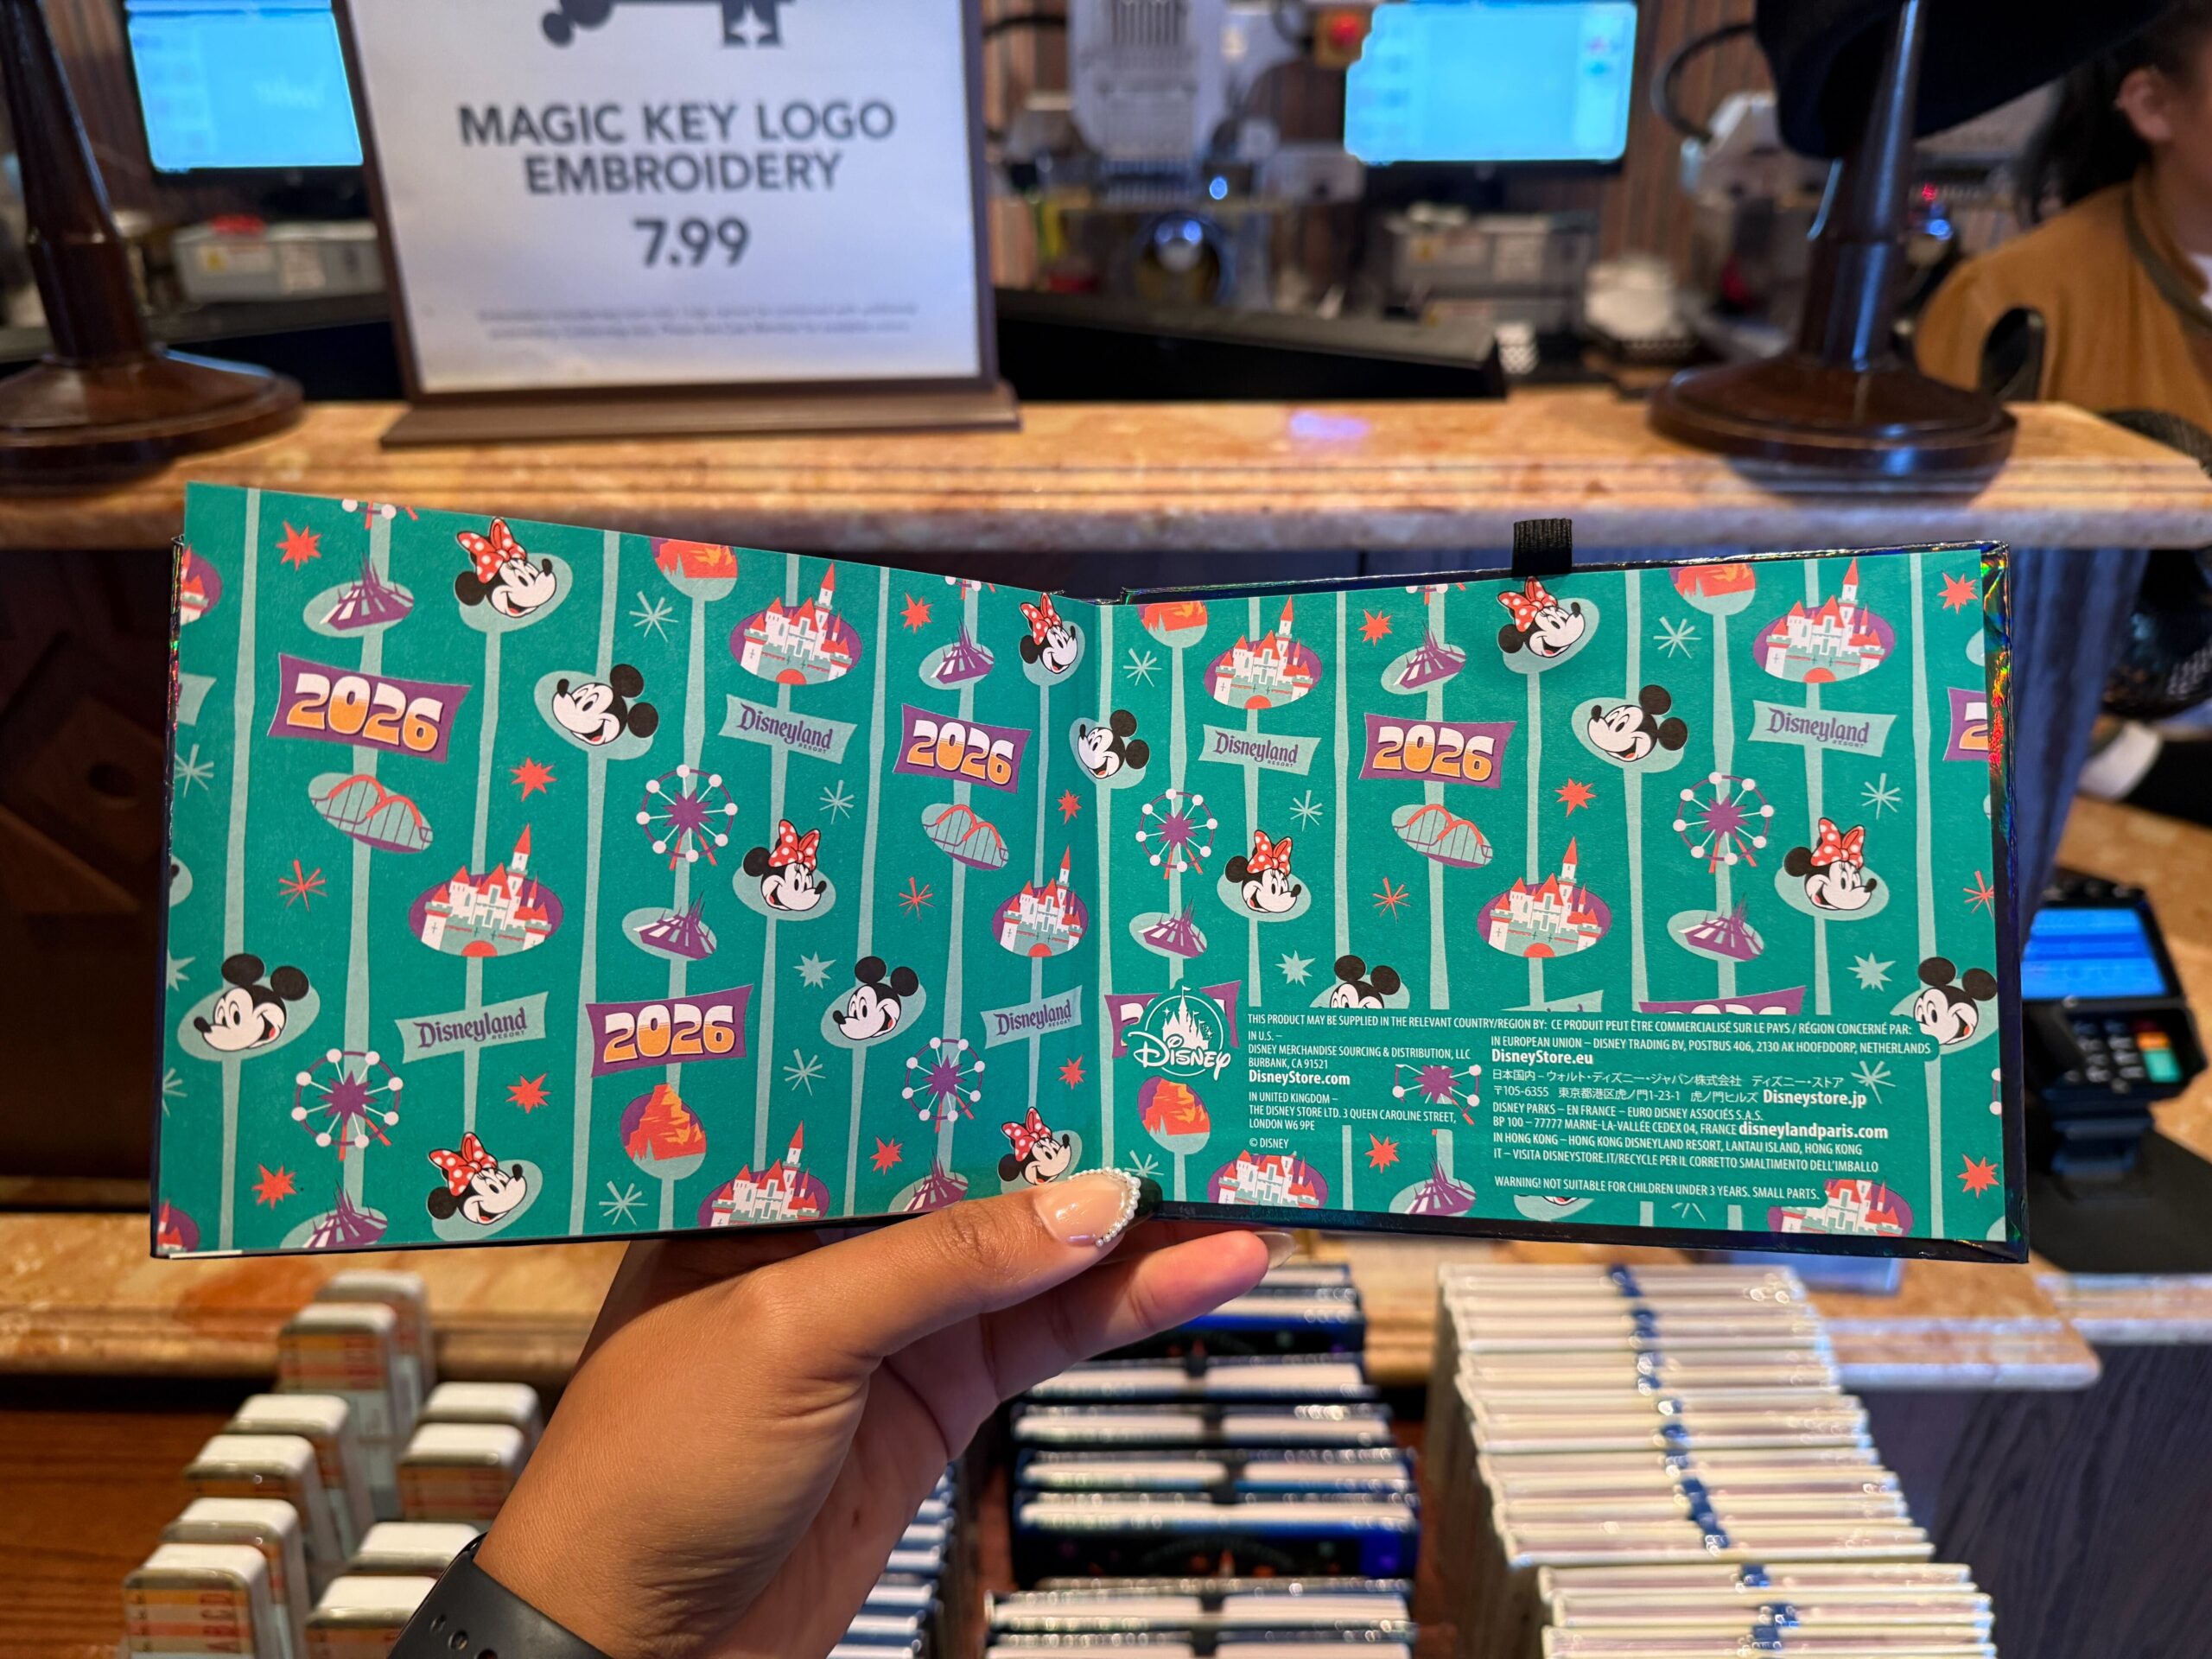 MAGIC KEY LOGO
EMBROIDERY
7.99
2026
Disneyland
RESORT
2026
Disneyland
RESORT
2026
Disneyland
RESORT
2026
Disneyland
RESORT
2026
Disneyland
RESORT
Disney
THIS PRODUCT MAY BE SUPPLIED IN THE RELEVANT COUNTRY/REGION BY: CE PRODUIT PEUT ÊTRE COMMERCIALISÉ SUR LE PAYS / RÉGION CONCERNÉ PAR:
IN U.S. –
DISNEY MERCHANDISE SOURCING & DISTRIBUTION, LLC
BURBANK, CA 91521
DisneyStore.com
IN UNITED KINGDOM –
THE DISNEY STORE LTD. 3 QUEEN CAROLINE STREET,
LONDON W6 9PE
© DISNEY
IN EUROPEAN UNION – DISNEY TRADING BV, POSTBUS 406, 2130 AK HOOFDDORP, NETHERLANDS
DisneyStore.eu
日本国内 – ウォルト・ディズニー・ジャパン株式会社 ディズニー・ストア
〒105-6355 東京都港区虎ノ門1-23-1 虎ノ門ヒルズ Disneystore.jp
DISNEY PARKS – EN FRANCE – EURO DISNEY ASSOCIÉS S.A.S.
BP 100 – 77777 MARNE-LA-VALLÉE CEDEX 04, FRANCE disneylandparis.com
IN HONG KONG – HONG KONG DISNEYLAND RESORT, LANTAU ISLAND, HONG KONG
IT – VISITA DISNEYSTORE.IT/RECYCLE PER IL CORRETTO SMALTIMENTO DELL'IMBALLO
WARNING! NOT SUITABLE FOR CHILDREN UNDER 3 YEARS. SMALL PARTS.